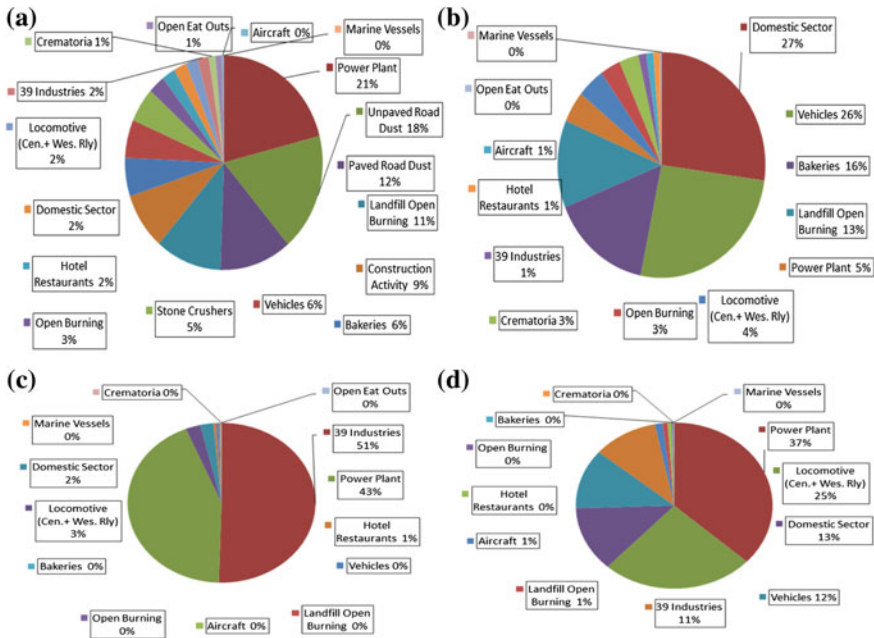 (a)
Open Eat Outs
1%
Aircraft 0%
Marine Vessels
0%
Crematoria 1%
Power Plant
21%
39 Industries 2%
Unpaved Road
Dust 18%
Locomotive
(Cen.+ Wes. Rly)
2%
Paved Road Dust
12%
Landfill Open
Burning 11%
Domestic Sector
2%
Hotel
Restaurants 2%
Construction
Activity 9%
Open Burning
3%
Stone Crushers
5%
Vehicles 6%
Bakeries 6%
(b)
Domestic Sector
27%
Marine Vessels
0%
Open Eat Outs
0%
Vehicles 26%
Aircraft 1%
Bakeries 16%
Hotel
Restaurants 1%
Landfill Open
Burning 13%
39 Industries
1%
Power Plant 5%
Crematoria 3%
Open Burning
3%
Locomotive
(Cen.+ Wes. Rly)
4%
(c)
Crematoria 0%
Open Eat Outs
0%
Marine Vessels
0%
39 Industries
51%
Domestic Sector
2%
Power Plant
43%
Locomotive
(Cen.+ Wes. Rly)
3%
Hotel
Restaurants 1%
Bakeries 0%
Vehicles 0%
Open Burning
0%
Aircraft 0%
Landfill Open
Burning 0%
(d)
Crematoria 0%
Marine Vessels
0%
Bakeries 0%
Power Plant
37%
Open Burning
0%
Locomotive
(Cen.+ Wes. Rly)
25%
Hotel
Restaurants 0%
Domestic Sector
13%
Aircraft 1%
Landfill Open
Burning 1%
39 Industries
11%
Vehicles 12%